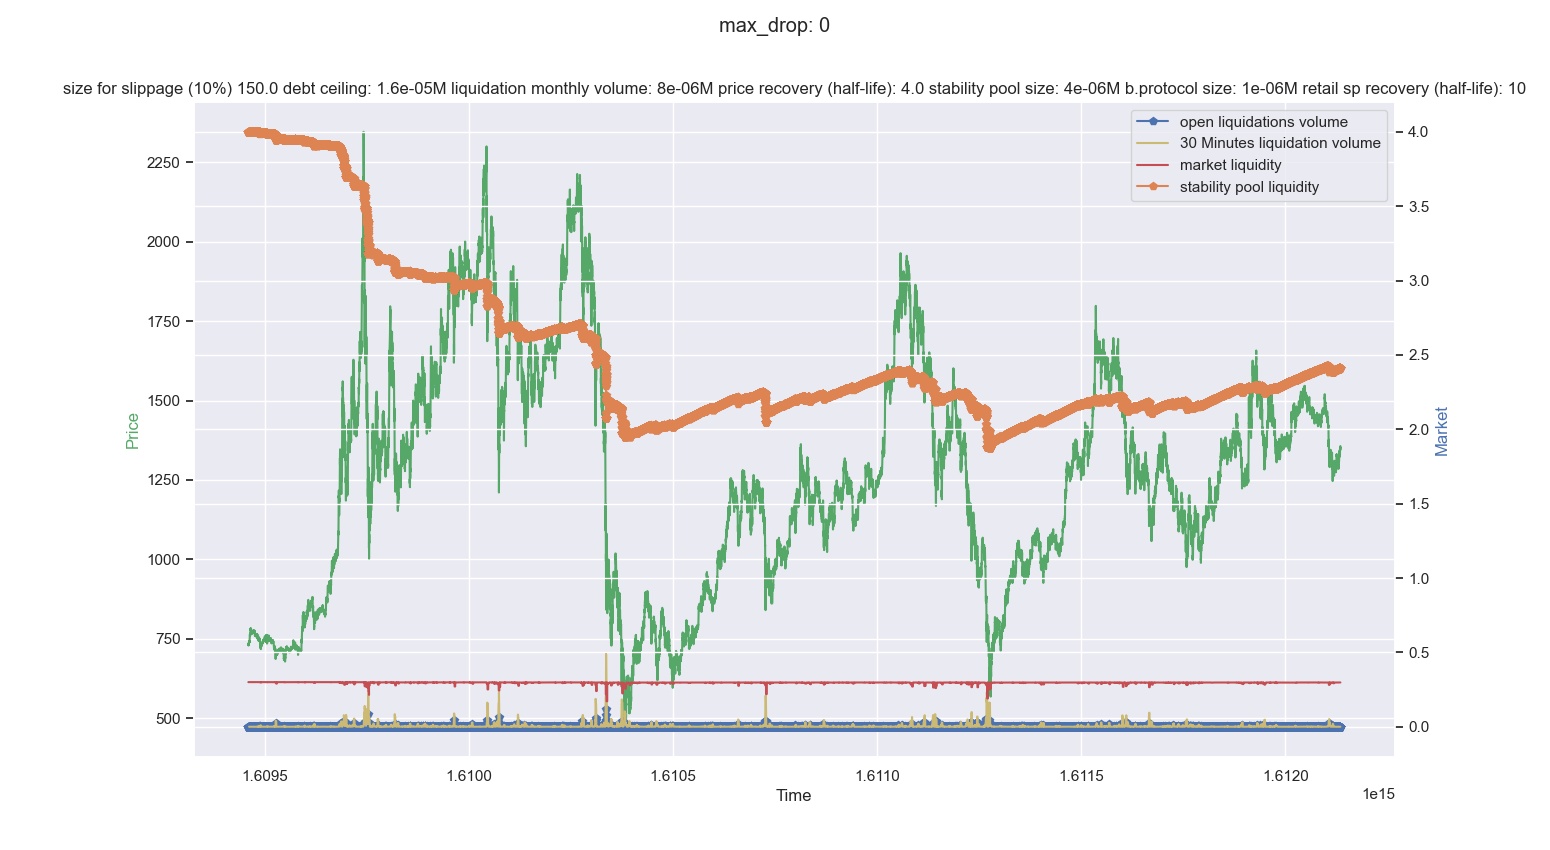 max_drop: 0
size for slippage (10%) 150.0 debt ceiling: 1.6e-05M liquidation monthly volume: 8e-06M price recovery (half-life): 4.0 stability pool size: 4e-06M b.protocol size: 1e-06M retail sp recovery (half-life): 10
open liquidations volume
30 Minutes liquidation volume
market liquidity
stability pool liquidity
2250
2000
1750
1500
1250
1000
750
500
Price
4.0
3.5
3.0
2.5
2.0
1.5
1.0
0.5
0.0
Market
1.6095
1.6100
1.6105
1.6110
1.6115
1.6120
Time
1e15